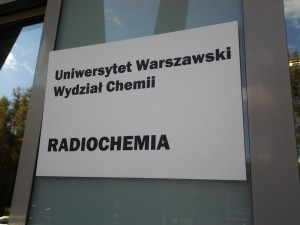 Uniwersytet Warszawski
Wydział Chemii
RADIOCHEMIA